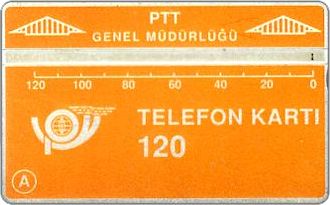 PTT
GENEL MÜDÜRLÜĞÜ
120 100 80 60 40 20 0
TELEFON KARTI
120
A